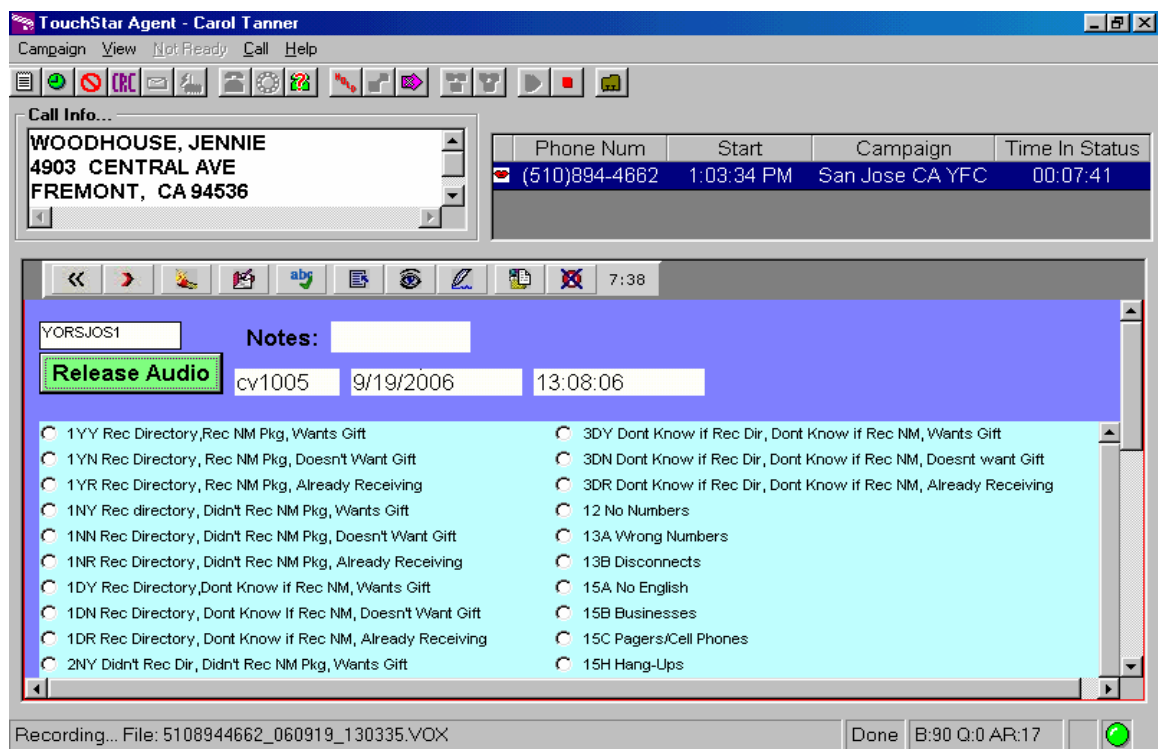 TouchStar Agent - Carol Tanner
Campaign View Not Ready Call Help
CRC
Call Info...
WOODHOUSE, JENNIE
4903 CENTRAL AVE
FREMONT, CA 94536
Phone Num Start Campaign Time In Status
(510)894-4662 1:03:34 PM San Jose CA YFC 00:07:41
abg 7:38
YORSJOS1
Notes:
Release Audio
cv1005 9/19/2006 13:08:06
1YY Rec Directory,Rec NM Pkg, Wants Gift
1YN Rec Directory, Rec NM Pkg, Doesn't Want Gift
1YR Rec Directory, Rec NM Pkg, Already Receiving
1NY Rec directory, Didn't Rec NM Pkg, Wants Gift
1NN Rec Directory, Didn't Rec NM Pkg, Doesn't Want Gift
1NR Rec Directory, Didn't Rec NM Pkg, Already Receiving
1DY Rec Directory,Dont Know if Rec NM, Wants Gift
1DN Rec Directory, Dont Know If Rec NM, Doesn't Want Gift
1DR Rec Directory, Dont Know if Rec NM, Already Receiving
2NY Didn't Rec Dir, Didn't Rec NM Pkg, Wants Gift
3DY Dont Know if Rec Dir, Dont Know if Rec NM, Wants Gift
3DN Dont Know if Rec Dir, Dont Know if Rec NM, Doesnt want Gift
3DR Dont Know if Rec Dir, Dont Know if Rec NM, Already Receiving
12 No Numbers
13A Wrong Numbers
13B Disconnects
15A No English
15B Businesses
15C Pagers/Cell Phones
15H Hang-Ups
Recording... File: 5108944662_060919_130335.VOX
Done B:90 Q:0 AR:17